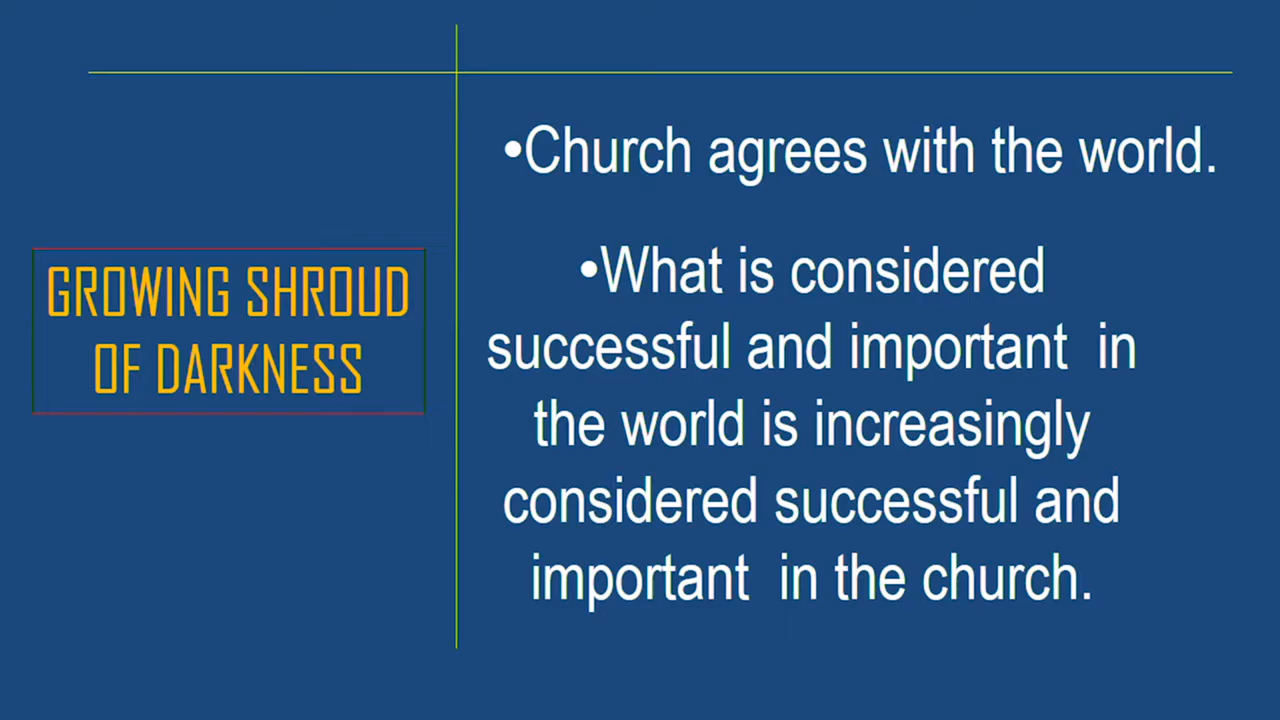 GROWING SHROUD
OF DARKNESS
•Church agrees with the world.
•What is considered
successful and important  in
the world is increasingly
considered successful and
important  in the church.